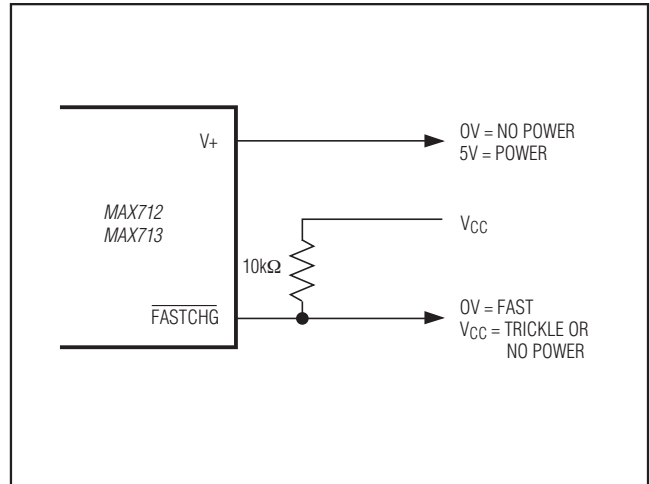 V+
0V = NO POWER
5V = POWER
MAX712
MAX713
VCC
10kΩ
FASTCHG
0V = FAST
VCC = TRICKLE OR
NO POWER